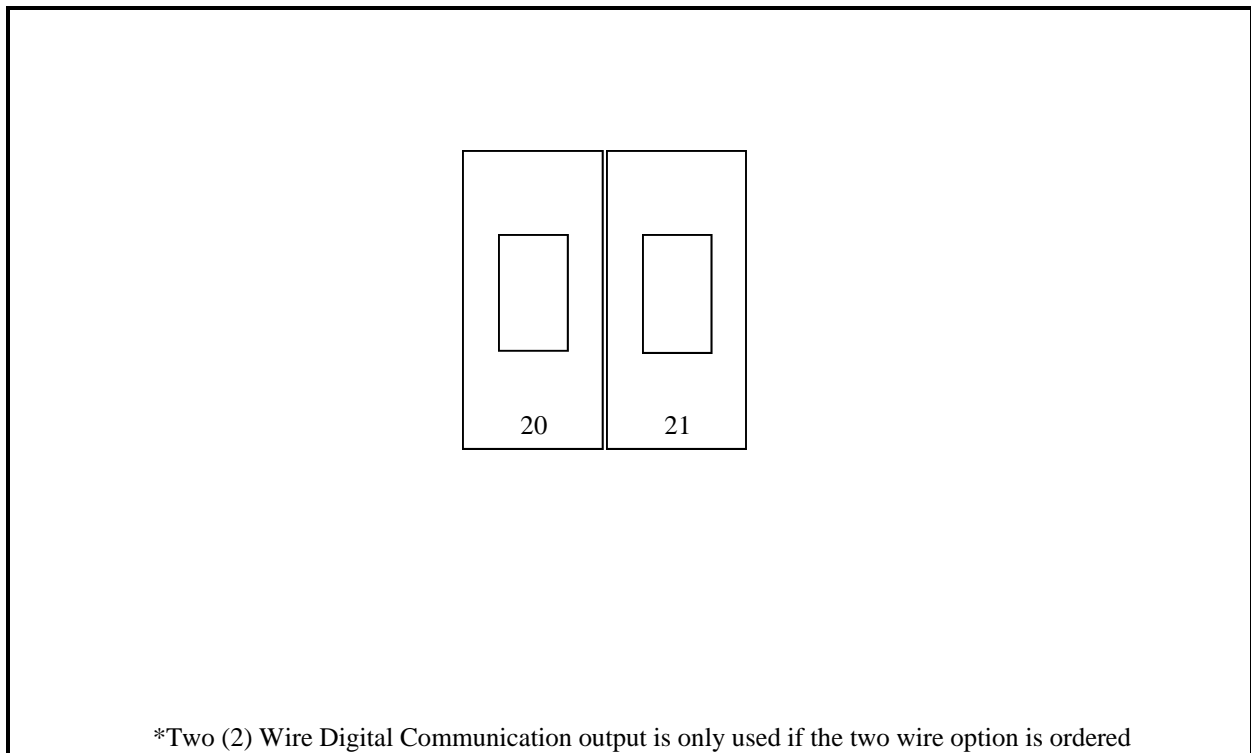 20 21
*Two (2) Wire Digital Communication output is only used if the two wire option is ordered